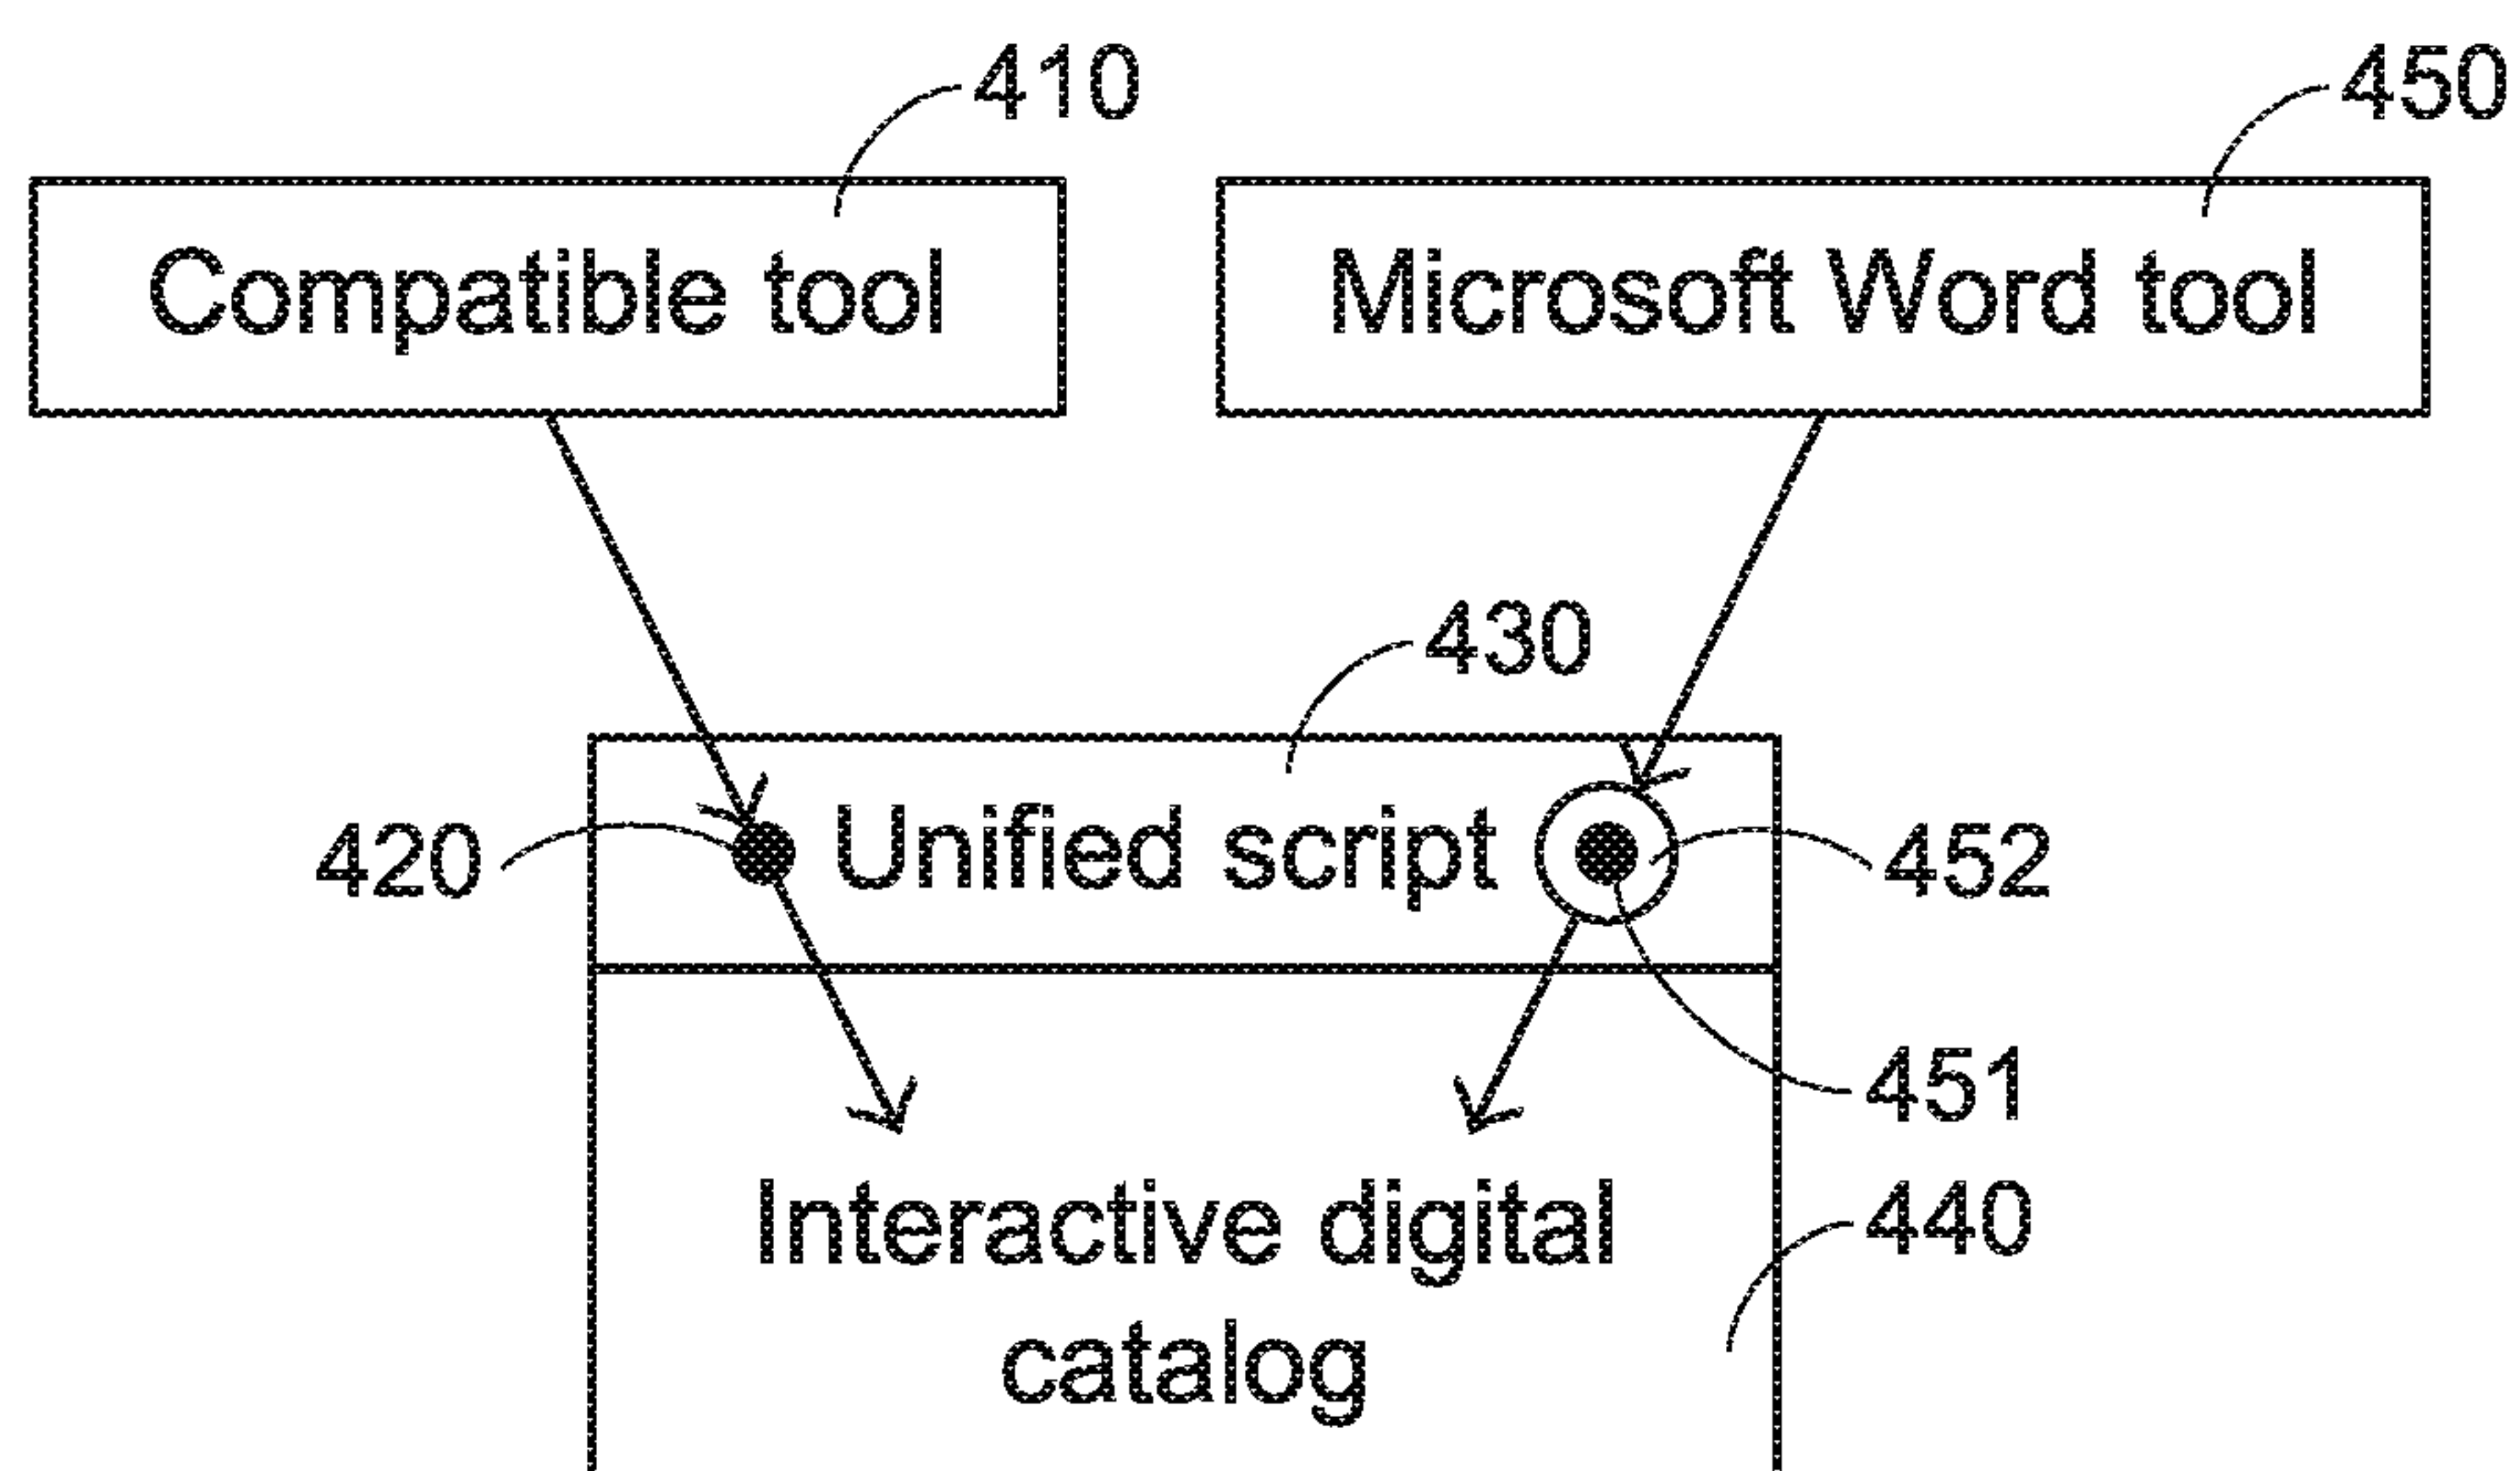 410
450
Compatible tool
Microsoft Word tool
430
420
Unified script
452
451
440
Interactive digital
catalog